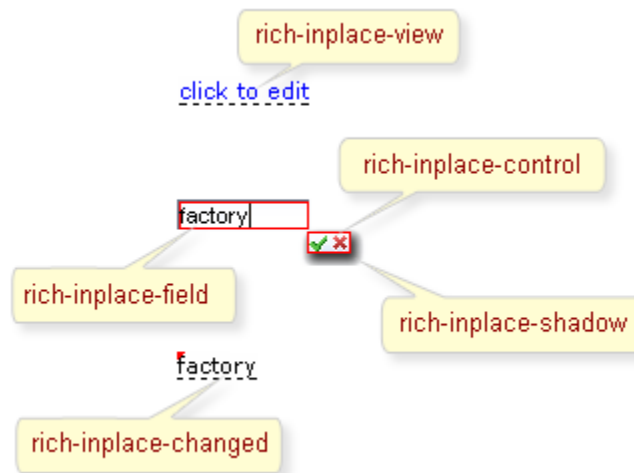 rich-inplace-view
click to edit
rich-inplace-control
factory
rich-inplace-field
rich-inplace-shadow
factory
rich-inplace-changed